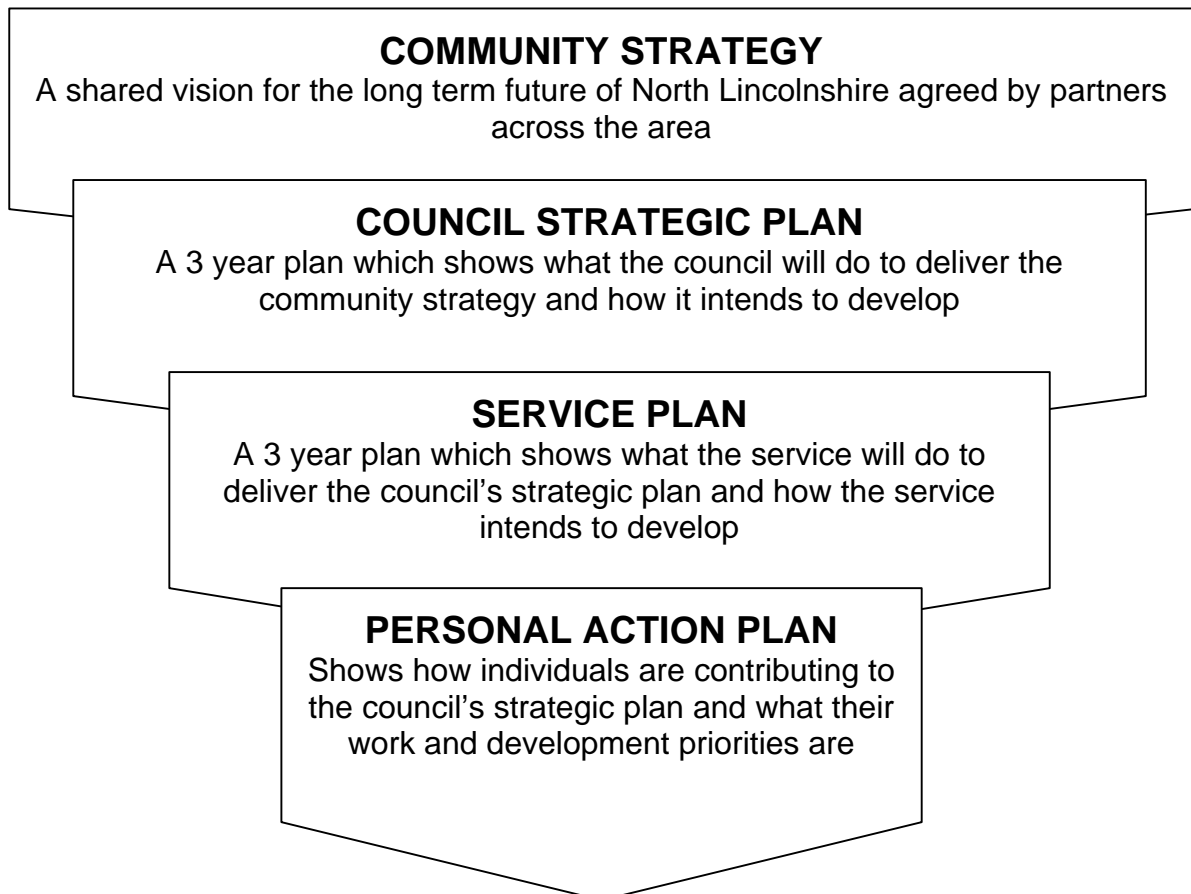 COMMUNITY STRATEGY
A shared vision for the long term future of North Lincolnshire agreed by partners
across the area
COUNCIL STRATEGIC PLAN
A 3 year plan which shows what the council will do to deliver the
community strategy and how it intends to develop
SERVICE PLAN
A 3 year plan which shows what the service will do to
deliver the council’s strategic plan and how the service
intends to develop
PERSONAL ACTION PLAN
Shows how individuals are contributing to
the council’s strategic plan and what their
work and development priorities are